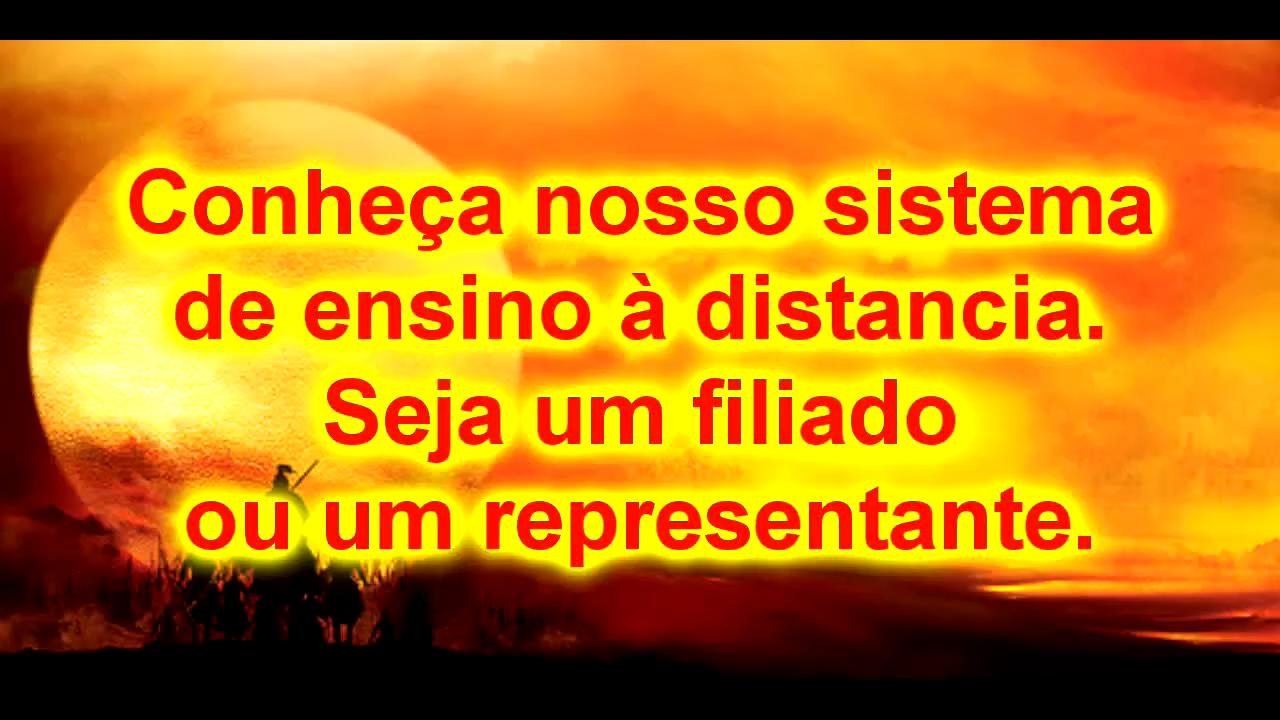 Conheça nosso sistema
de ensino à distancia.
Seja um filiado
ou um representante.